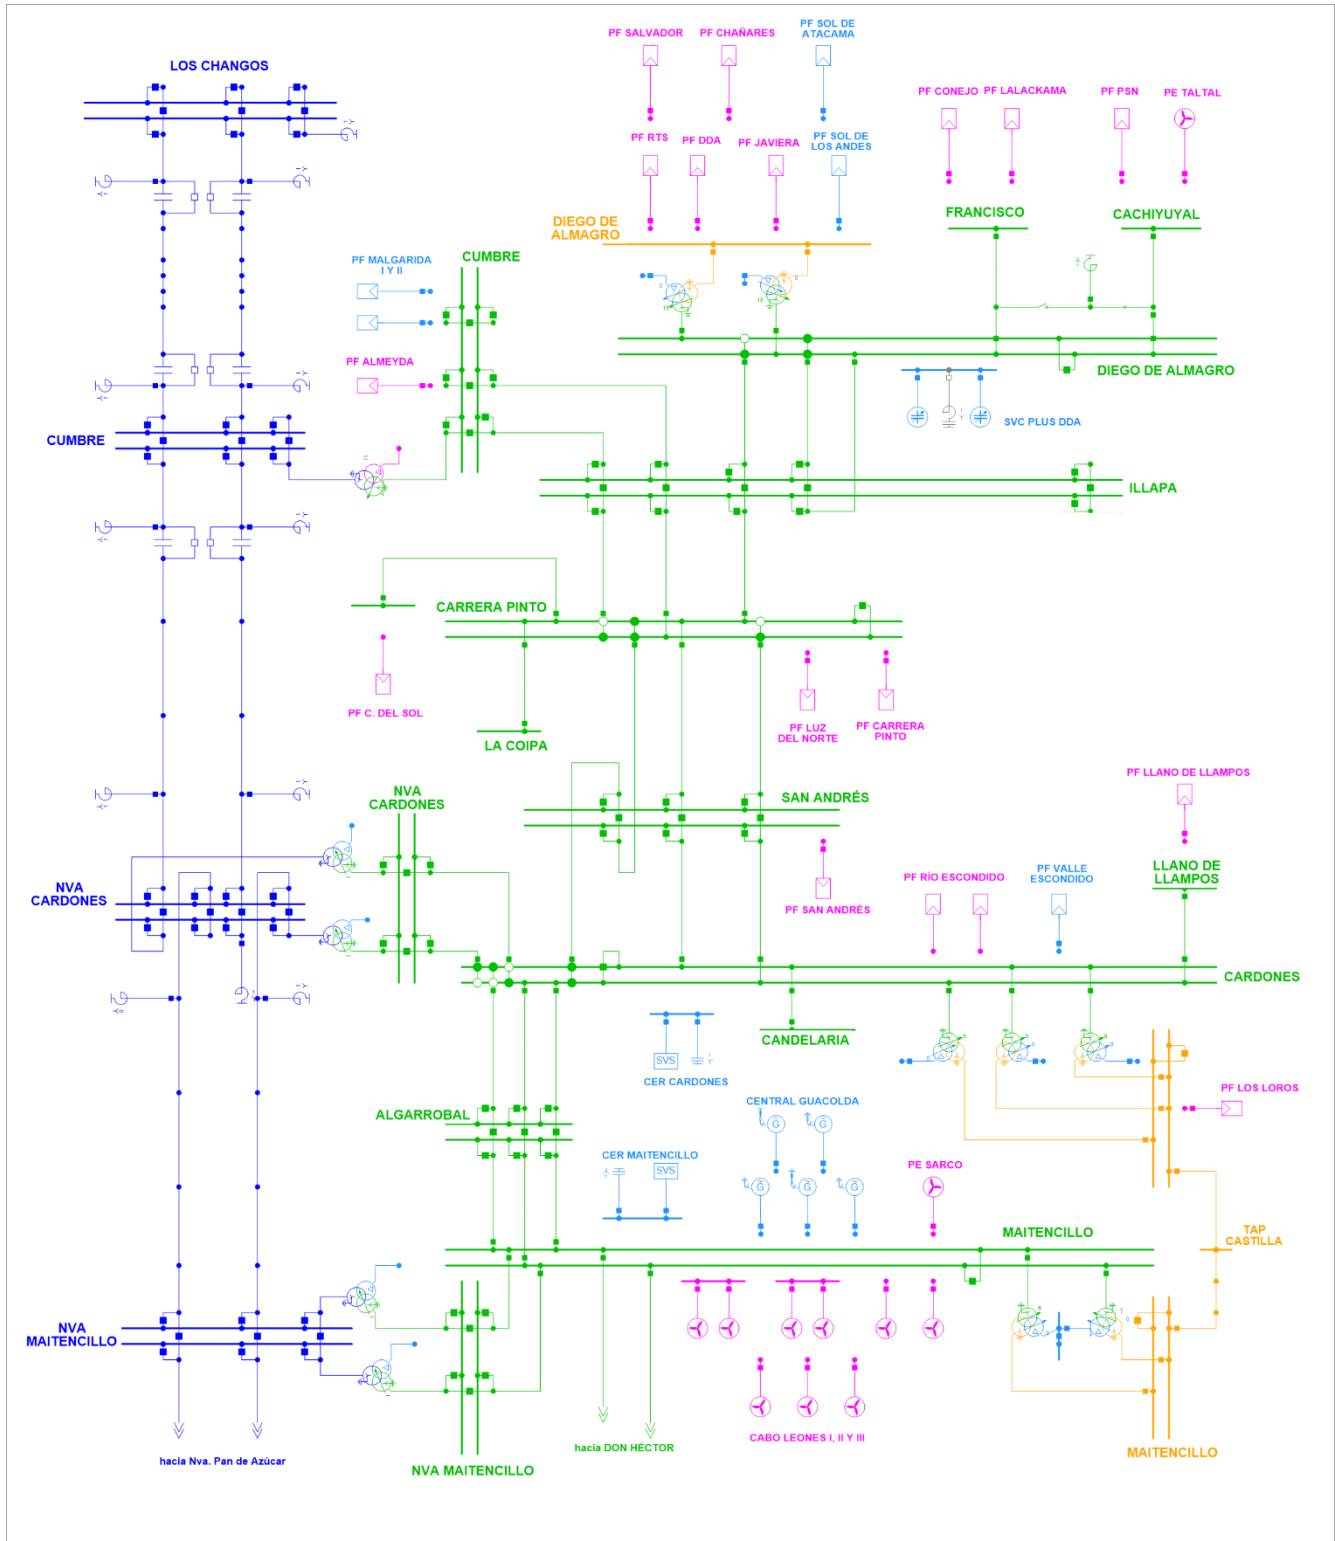 PF SALVADOR
PF CHAÑARES
PF SOL DE
ATACAMA
LOS CHANGOS
PF CONEJO
PF LALACKAMA
PF PSN
PE TALTAL
PF RTS
PF DDA
PF JAVIERA
PF SOL DE
LOS ANDES
DIEGO DE
ALMAGRO
FRANCISCO
CACHIYUYAL
CUMBRE
PF MALGARIDA
I Y II
PF ALMEYDA
DIEGO DE ALMAGRO
SVC PLUS DDA
CUMBRE
ILLAPA
CARRERA PINTO
PF C. DEL SOL
PF LUZ
DEL NORTE
PF CARRERA
PINTO
LA COIPA
NVA
CARDONES
SAN ANDRÉS
PF LLANO DE LLAMPOS
LLANO DE
LLAMPOS
NVA
CARDONES
PF SAN ANDRÉS
PF RÍO ESCONDIDO
PF VALLE
ESCONDIDO
CARDONES
CANDELARIA
SVS
CER CARDONES
PF LOS LOROS
ALGARROBAL
CENTRAL GUACOLDA
G
G
CER MAITENCILLO
SVS
PE SARCO
G
G
G
MAITENCILLO
TAP
CASTILLA
NVA
MAITENCILLO
CABO LEONES I, II Y III
hacia DON HÉCTOR
MAITENCILLO
hacia Nva. Pan de Azúcar
NVA MAITENCILLO